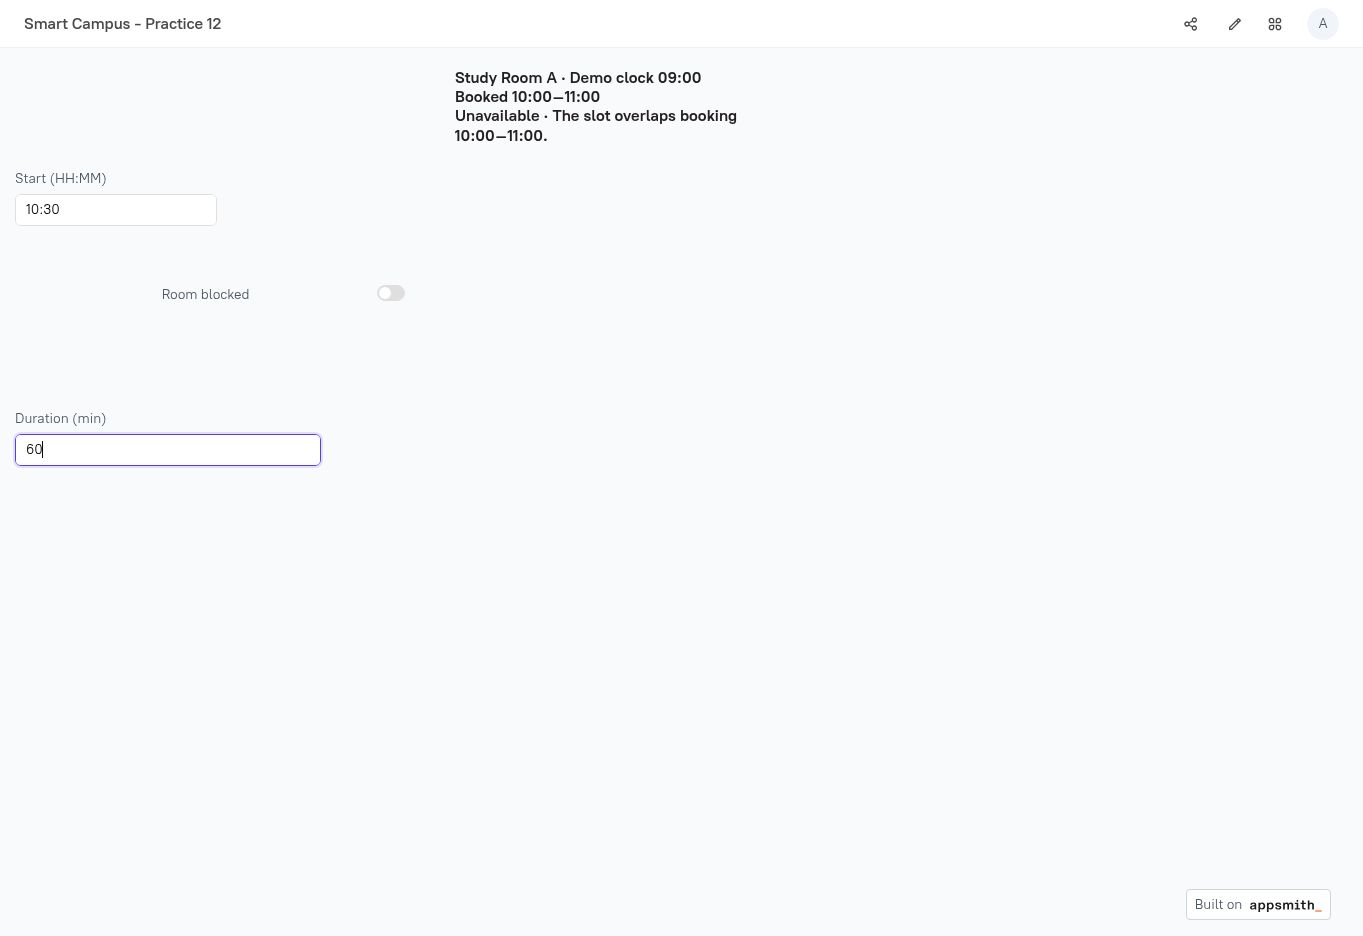 Smart Campus - Practice 12
A
Study Room A · Demo clock 09:00
Booked 10:00–11:00
Unavailable · The slot overlaps booking
10:00–11:00.
Start (HH:MM)
10:30
Room blocked
Duration (min)
60
Built on appsmith_